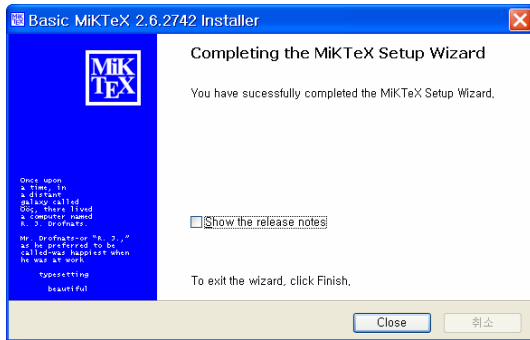 Basic MiKTeX 2.6.2742 Installer
MiK
TEX
Completing the MiKTeX Setup Wizard
You have sucessfully completed the MiKTeX Setup Wizard.
Once upon
a time, in
a distant
galaxy called
Ööç, there lived
a computer named
R. J. Drofnats.
Mr. Drofnats-or “R. J.,”
as he preferred to be
called-was happiest when
he was at work
typesetting
beautiful
Show the release notes
To exit the wizard, click Finish.
Close
취소